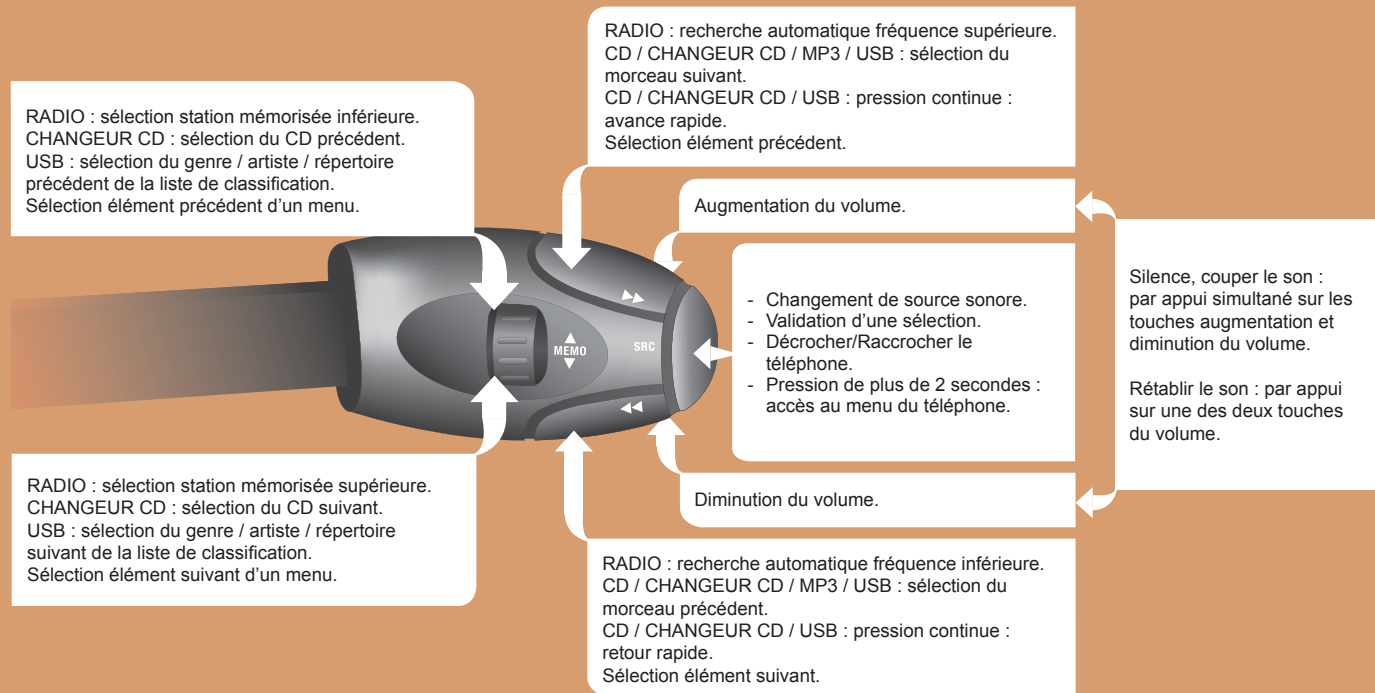 RADIO : sélection station mémorisée inférieure.
CHANGEUR CD : sélection du CD précédent.
USB : sélection du genre / artiste / répertoire
précédent de la liste de classification.
Sélection élément précédent d'un menu.
RADIO : recherche automatique fréquence supérieure.
CD / CHANGEUR CD / MP3 / USB : sélection du
morceau suivant.
CD / CHANGEUR CD / USB : pression continue :
avance rapide.
Sélection élément précédent.
Augmentation du volume.
- Changement de source sonore.
- Validation d'une sélection.
- Décrocher/Raccrocher le
téléphone.
- Pression de plus de 2 secondes :
accès au menu du téléphone.
Silence, couper le son :
par appui simultané sur les
touches augmentation et
diminution du volume.
Rétablir le son : par appui
sur une des deux touches
du volume.
MEMO
SRC
RADIO : sélection station mémorisée supérieure.
CHANGEUR CD : sélection du CD suivant.
USB : sélection du genre / artiste / répertoire
suivant de la liste de classification.
Sélection élément suivant d'un menu.
Diminution du volume.
RADIO : recherche automatique fréquence inférieure.
CD / CHANGEUR CD / MP3 / USB : sélection du
morceau précédent.
CD / CHANGEUR CD / USB : pression continue :
retour rapide.
Sélection élément suivant.